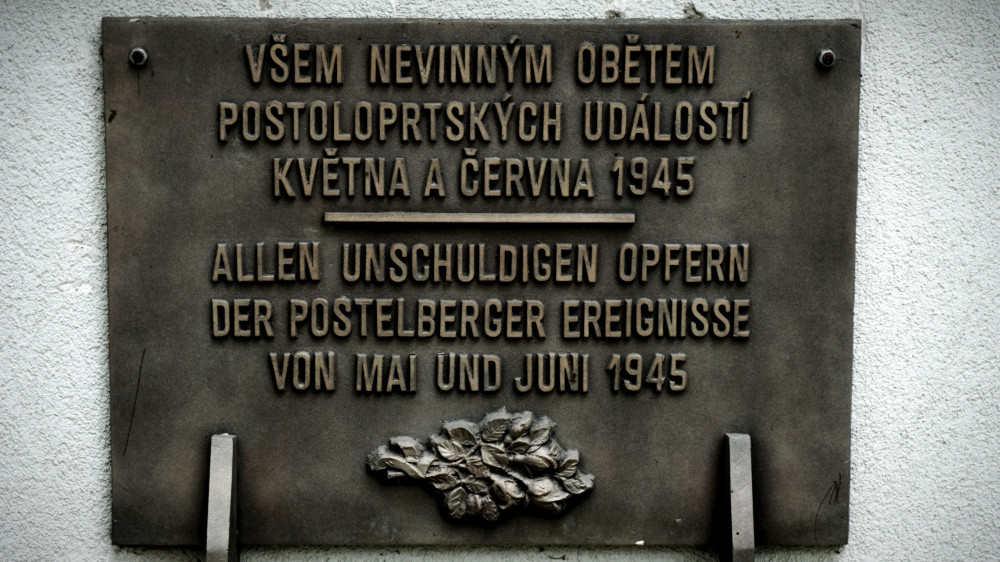 VŠEM NEVINNÝM OBĚTEM
POSTOLOPRTSKÝCH UDÁLOSTÍ
KVĚTNA A ČERVNA 1945
ALLEN UNSCHULDIGEN OPFERN
DER POSTELBERGER EREIGNISSE
VON MAI UND JUNI 1945